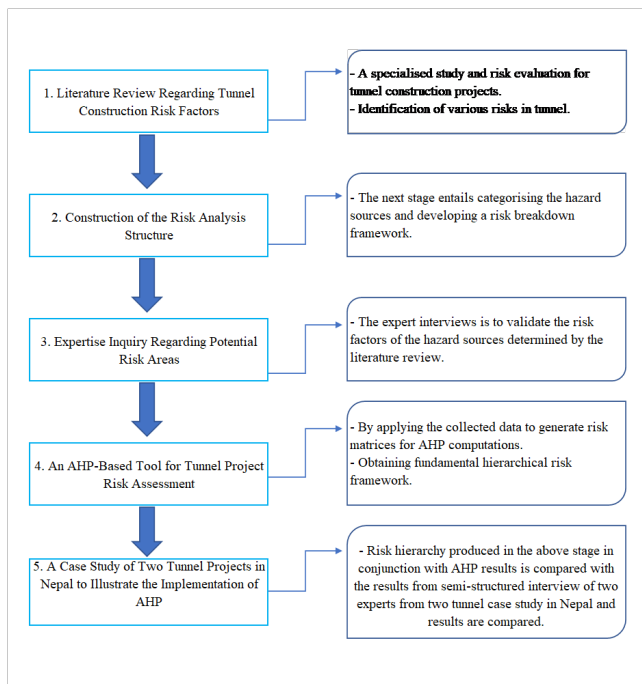 1. Literature Review Regarding Tunnel
Construction Risk Factors
- A specialised study and risk evaluation for
tunnel construction projects.
- Identification of various risks in tunnel.
2. Construction of the Risk Analysis
Structure
- The next stage entails categorising the hazard
sources and developing a risk breakdown
framework.
3. Expertise Inquiry Regarding Potential
Risk Areas
- The expert interviews is to validate the risk
factors of the hazard sources determined by the
literature review.
4. An AHP-Based Tool for Tunnel Project
Risk Assessment
- By applying the collected data to generate risk
matrices for AHP computations.
- Obtaining fundamental hierarchical risk
framework.
5. A Case Study of Two Tunnel Projects in
Nepal to Illustrate the Implementation of
AHP
- Risk hierarchy produced in the above stage in
conjunction with AHP results is compared with
the results from semi-structured interview of two
experts from two tunnel case study in Nepal and
results are compared.